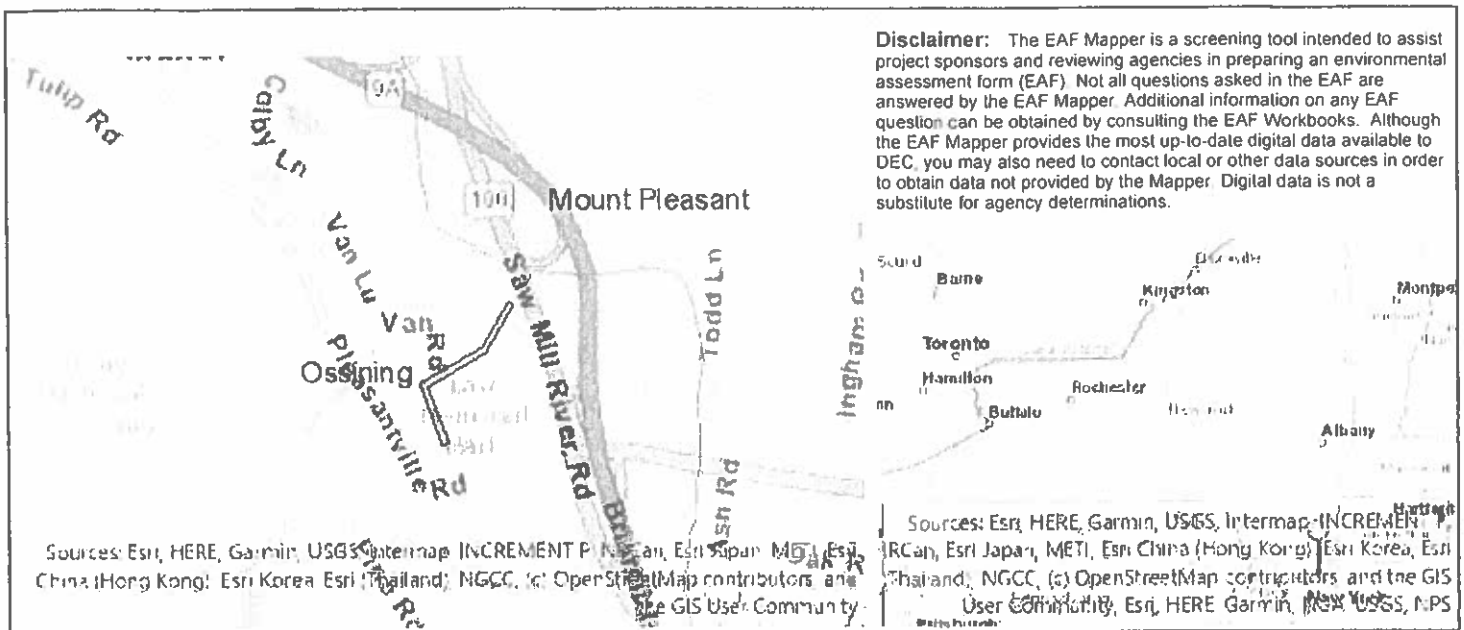 Disclaimer: The EAF Mapper is a screening tool intended to assist
project sponsors and reviewing agencies in preparing an environmental
assessment form (EAF). Not all questions asked in the EAF are
answered by the EAF Mapper. Additional information on any EAF
question can be obtained by consulting the EAF Workbooks. Although
the EAF Mapper provides the most up-to-date digital data available to
DEC, you may also need to contact local or other data sources in order
to obtain data not provided by the Mapper. Digital data is not a
substitute for agency determinations.
Tulip Rd
Colby Ln
9A
100
Mount Pleasant
Van Lu Van Rd
Saw Mill River Rd
Todd Ln
Ingham
Ossining
Pleasantville Rd
Ash Rd
Barrie
Kingston
Toronto
Hamilton
Rochester
Buffalo
Albany
Montpe
New York
Sources: Esri, HERE, Garmin, USGS, Intermap, INCREMENT P, NRCan, Esri Japan, METI, Esri
China (Hong Kong), Esri Korea, Esri (Thailand), NGCC, (c) OpenStreetMap contributors, and
the GIS User Community
Sources: Esri, HERE, Garmin, USGS, Intermap, INCREMENT P,
RCan, Esri Japan, METI, Esri China (Hong Kong), Esri Korea, Esri
(Thailand), NGCC, (c) OpenStreetMap contributors, and the GIS
User Community, Esri, HERE, Garmin, NGA, USGS, NPS